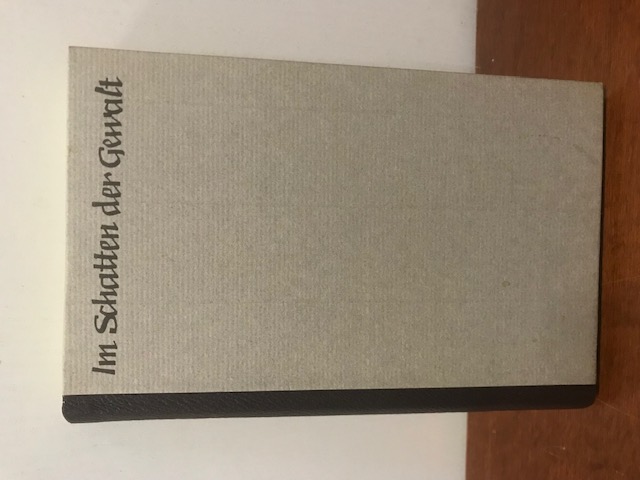 Im Schatten der Gewalt